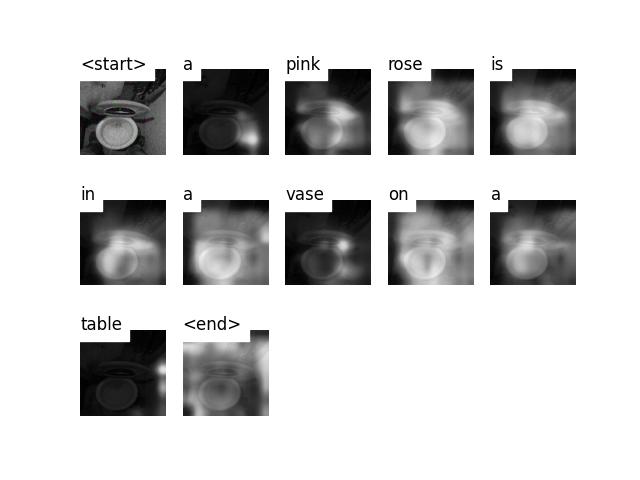 <start> a pink rose is
in a vase on a
table <end>